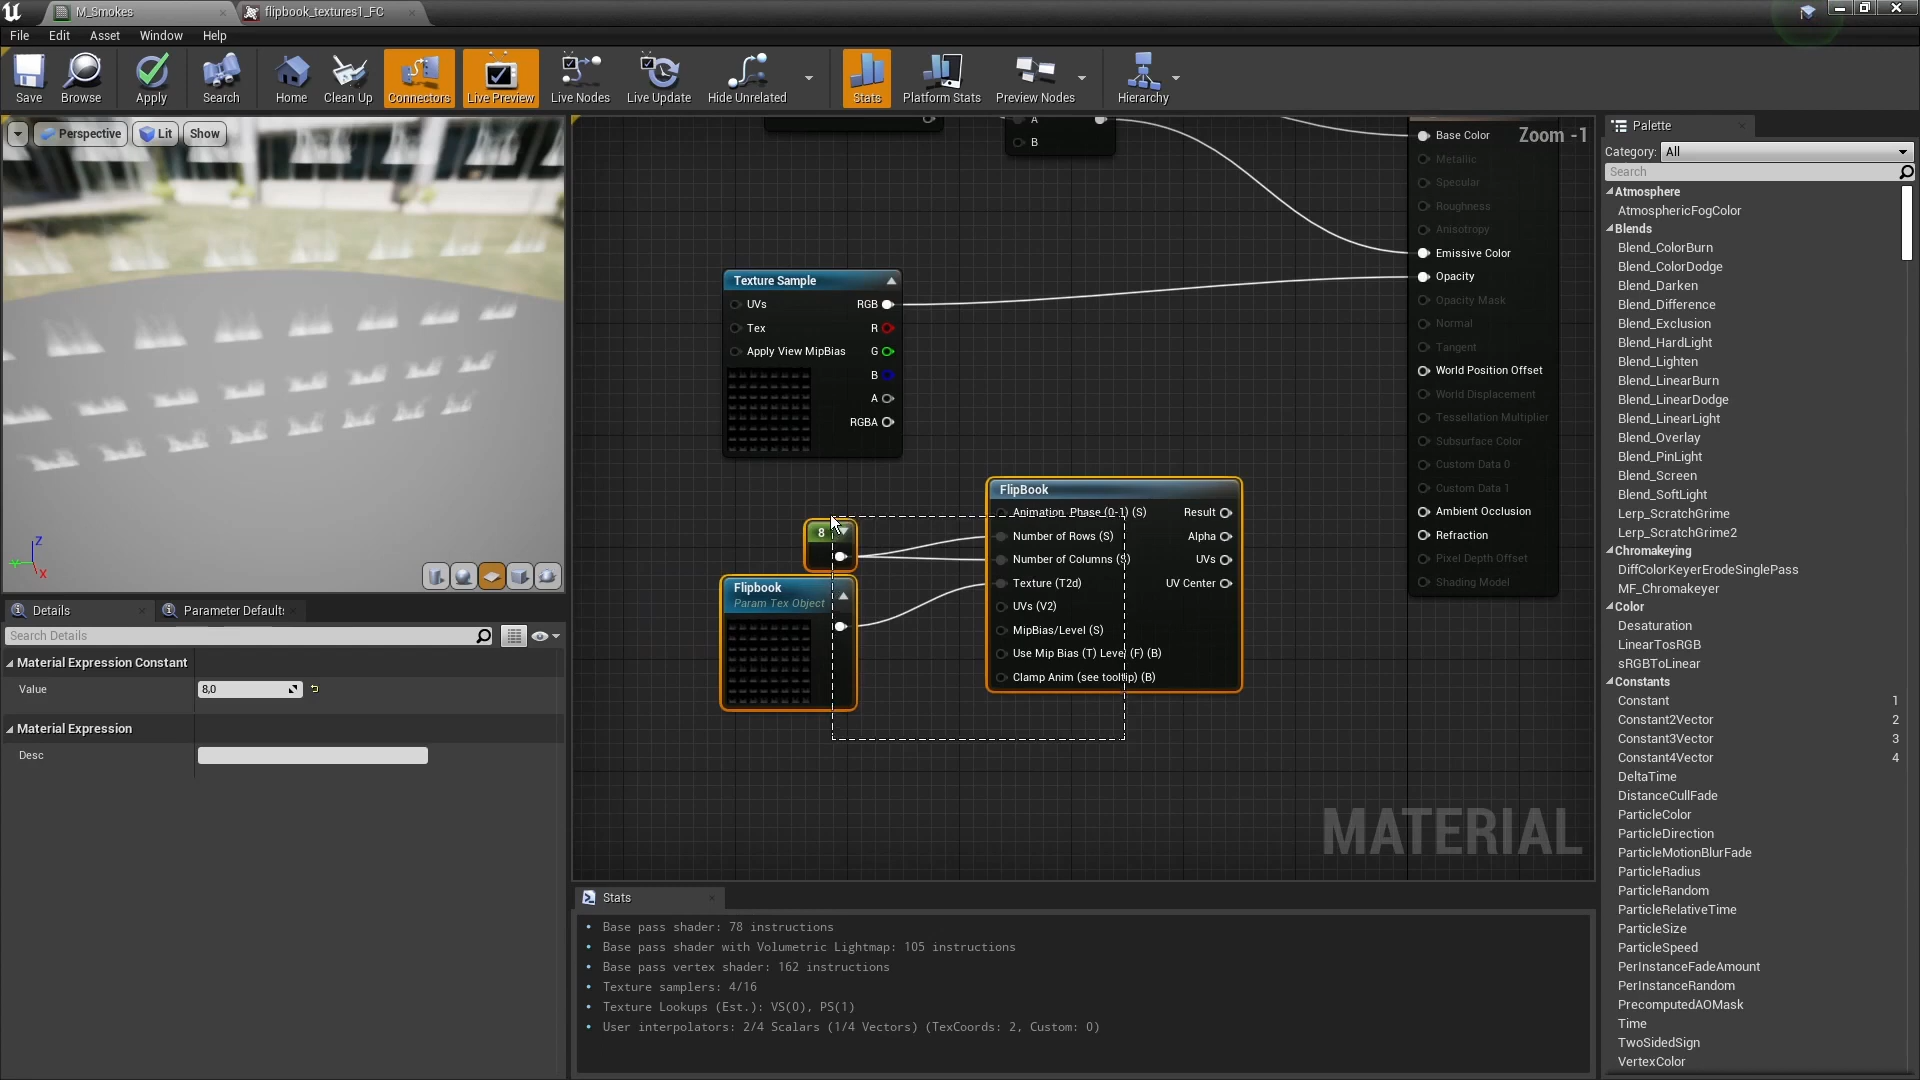 M_Smokes
flipbook_textures1_FC
File Edit Asset Window Help
Save Browse Apply Search Home Clean Up Connectors Live Preview Live Nodes Live Update Hide Unrelated Stats Platform Stats Preview Nodes Hierarchy
Perspective Lit Show
Z
Y
X
Details
Parameter Defaults
Search Details
Material Expression Constant
Value 8,0
Material Expression
Desc
A
B
Zoom -1
Base Color
Metallic
Specular
Roughness
Anisotropy
Emissive Color
Opacity
Opacity Mask
Normal
Tangent
World Position Offset
World Displacement
Tessellation Multiplier
Subsurface Color
Custom Data 0
Custom Data 1
Ambient Occlusion
Refraction
Pixel Depth Offset
Shading Model
Texture Sample
UVs RGB
Tex R
Apply View MipBias G
B
A
RGBA
8
Flipbook
Param Tex Object
FlipBook
Animation Phase (0-1) (S) Result
Number of Rows (S) Alpha
Number of Columns (S) UVs
Texture (T2d) UV Center
UVs (V2)
MipBias/Level (S)
Use Mip Bias (T) Level (F) (B)
Clamp Anim (see tooltip) (B)
MATERIAL
Stats
Base pass shader: 78 instructions
Base pass shader with Volumetric Lightmap: 105 instructions
Base pass vertex shader: 162 instructions
Texture samplers: 4/16
Texture Lookups (Est.): VS(0), PS(1)
User interpolators: 2/4 Scalars (1/4 Vectors) (TexCoords: 2, Custom: 0)
Palette
Category: All
Search
Atmosphere
AtmosphericFogColor
Blends
Blend_ColorBurn
Blend_ColorDodge
Blend_Darken
Blend_Difference
Blend_Exclusion
Blend_HardLight
Blend_Lighten
Blend_LinearBurn
Blend_LinearDodge
Blend_LinearLight
Blend_Overlay
Blend_PinLight
Blend_Screen
Blend_SoftLight
Lerp_ScratchGrime
Lerp_ScratchGrime2
Chromakeying
DiffColorKeyerErodeSinglePass
MF_Chromakeyer
Color
Desaturation
LinearTosRGB
sRGBToLinear
Constants
Constant 1
Constant2Vector 2
Constant3Vector 3
Constant4Vector 4
DeltaTime
DistanceCullFade
ParticleColor
ParticleDirection
ParticleMotionBlurFade
ParticleRadius
ParticleRandom
ParticleRelativeTime
ParticleSize
ParticleSpeed
PerInstanceFadeAmount
PerInstanceRandom
PrecomputedAOMask
Time
TwoSidedSign
VertexColor